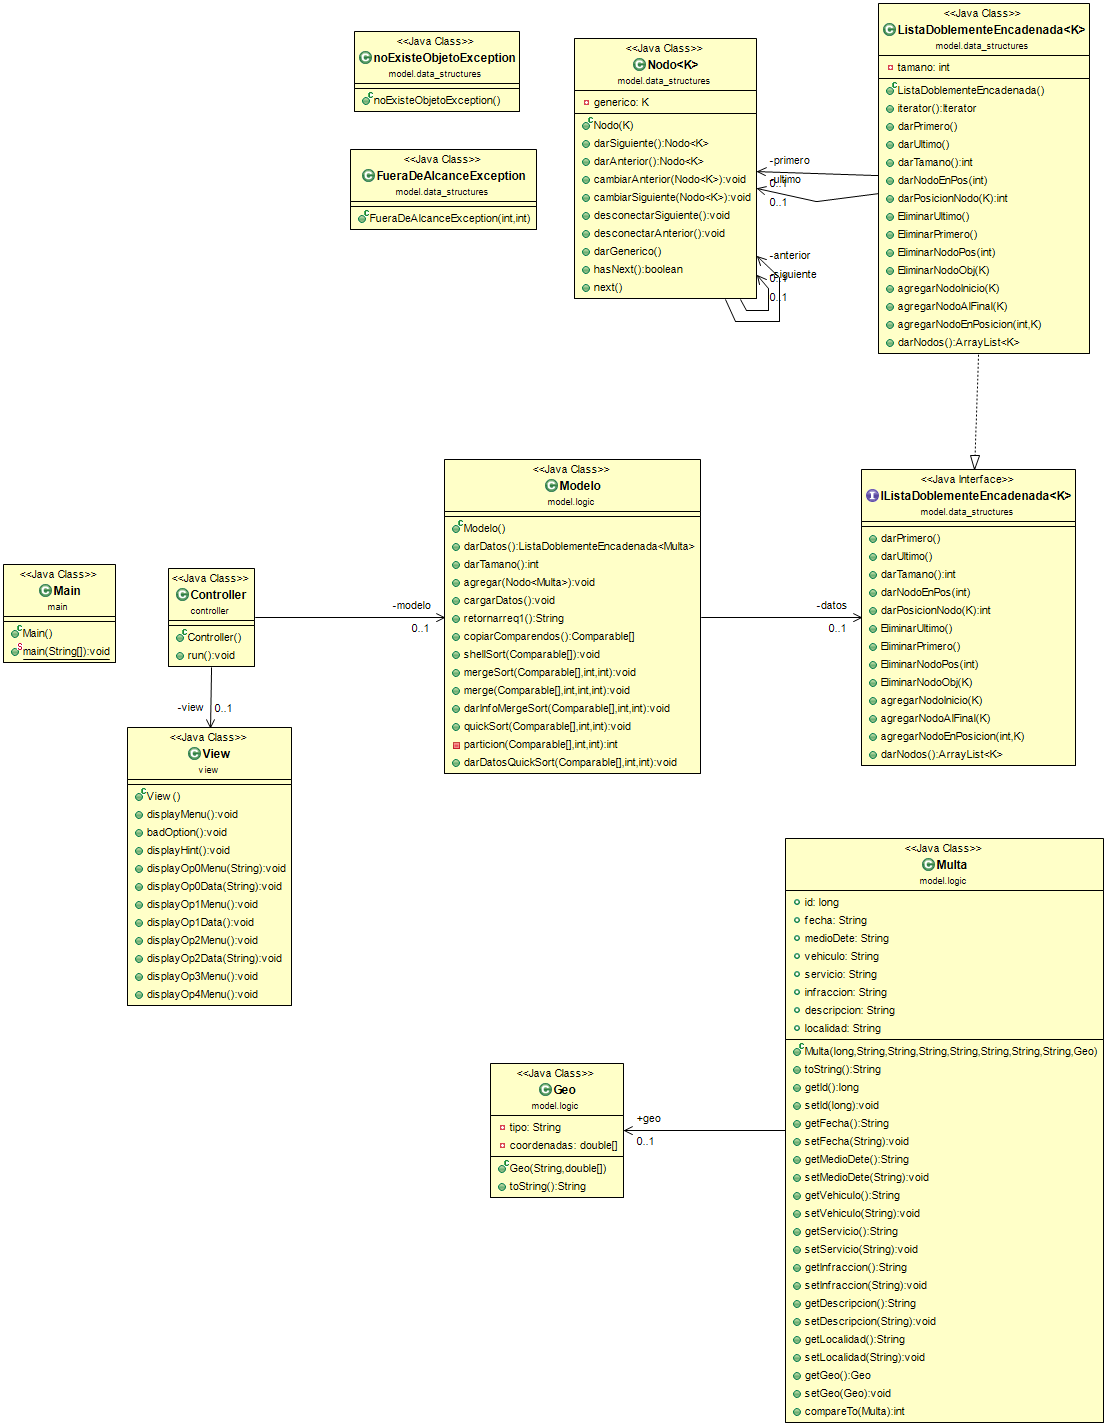 <<Java Class>>
noExisteObjetoException
model.data_structures
noExisteObjetoException()
<<Java Class>>
FueraDeAlcanceException
model.data_structures
FueraDeAlcanceException(int,int)
<<Java Class>>
Nodo<K>
model.data_structures
generico: K
Nodo(K)
darSiguiente():Nodo<K>
darAnterior():Nodo<K>
cambiarAnterior(Nodo<K>):void
cambiarSiguiente(Nodo<K>):void
desconectarSiguiente():void
desconectarAnterior():void
darGenerico()
hasNext():boolean
next()
-primero
0..1
-ultimo
0..1
-anterior
0..1
-siguiente
0..1
<<Java Class>>
ListaDoblementeEncadenada<K>
model.data_structures
tamano: int
ListaDoblementeEncadenada()
iterator():Iterator
darPrimero()
darUltimo()
darTamano():int
darNodoEnPos(int)
darPosicionNodo(K):int
EliminarUltimo()
EliminarPrimero()
EliminarNodoPos(int)
EliminarNodoObj(K)
agregarNodoInicio(K)
agregarNodoAlFinal(K)
agregarNodoEnPosicion(int,K)
darNodos():ArrayList<K>
<<Java Class>>
Main
main
Main()
main(String[]):void
<<Java Class>>
Controller
controller
Controller()
run():void
-modelo
0..1
-view
0..1
<<Java Class>>
View
view
View()
displayMenu():void
badOption():void
displayHint():void
displayOp0Menu(String):void
displayOp0Data(String):void
displayOp1Menu():void
displayOp1Data():void
displayOp2Menu():void
displayOp2Data(String):void
displayOp3Menu():void
displayOp4Menu():void
<<Java Class>>
Modelo
model.logic
Modelo()
darDatos():ListaDoblementeEncadenada<Multa>
darTamano():int
agregar(Nodo<Multa>):void
cargarDatos():void
retornarreq1():String
copiarComparendos():Comparable[]
shellSort(Comparable[]):void
mergeSort(Comparable[],int,int):void
merge(Comparable[],int,int,int):void
darInfoMergeSort(Comparable[],int,int):void
quickSort(Comparable[],int,int):void
particion(Comparable[],int,int):int
darDatosQuickSort(Comparable[],int,int):void
-datos
0..1
<<Java Interface>>
IListaDoblementeEncadenada<K>
model.data_structures
darPrimero()
darUltimo()
darTamano():int
darNodoEnPos(int)
darPosicionNodo(K):int
EliminarUltimo()
EliminarPrimero()
EliminarNodoPos(int)
EliminarNodoObj(K)
agregarNodoInicio(K)
agregarNodoAlFinal(K)
agregarNodoEnPosicion(int,K)
darNodos():ArrayList<K>
<<Java Class>>
Geo
model.logic
tipo: String
coordenadas: double[]
Geo(String,double[])
toString():String
+geo
0..1
<<Java Class>>
Multa
model.logic
id: long
fecha: String
medioDete: String
vehiculo: String
servicio: String
infraccion: String
descripcion: String
localidad: String
Multa(long,String,String,String,String,String,String,String,Geo)
toString():String
getId():long
setId(long):void
getFecha():String
setFecha(String):void
getMedioDete():String
setMedioDete(String):void
getVehiculo():String
setVehiculo(String):void
getServicio():String
setServicio(String):void
getInfraccion():String
setInfraccion(String):void
getDescripcion():String
setDescripcion(String):void
getLocalidad():String
setLocalidad(String):void
getGeo():Geo
setGeo(Geo):void
compareTo(Multa):int